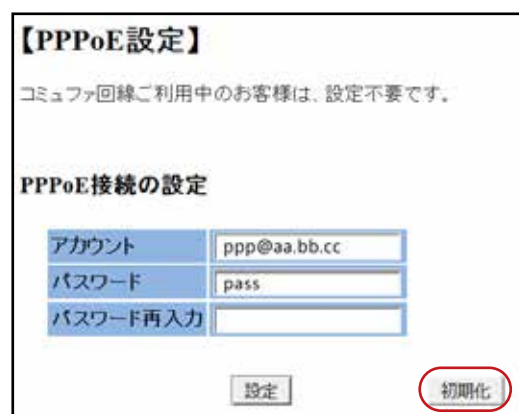 【PPPoE設定】
コミュファ回線ご利用中のお客様は、設定不要です。
PPPoE接続の設定
アカウント ppp@aa.bb.cc
パスワード pass
パスワード再入力
設定 初期化